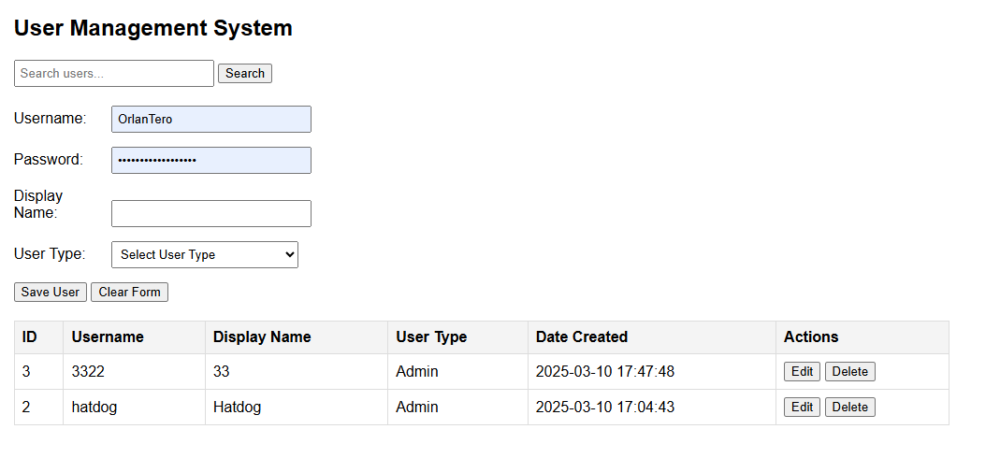 User Management System
Search users... Search
Username: OrlanTero
Password: ••••••••••••••••••
Display
Name:
User Type: Select User Type
Save User Clear Form
ID Username Display Name User Type Date Created Actions
3 3322 33 Admin 2025-03-10 17:47:48 Edit Delete
2 hatdog Hatdog Admin 2025-03-10 17:04:43 Edit Delete